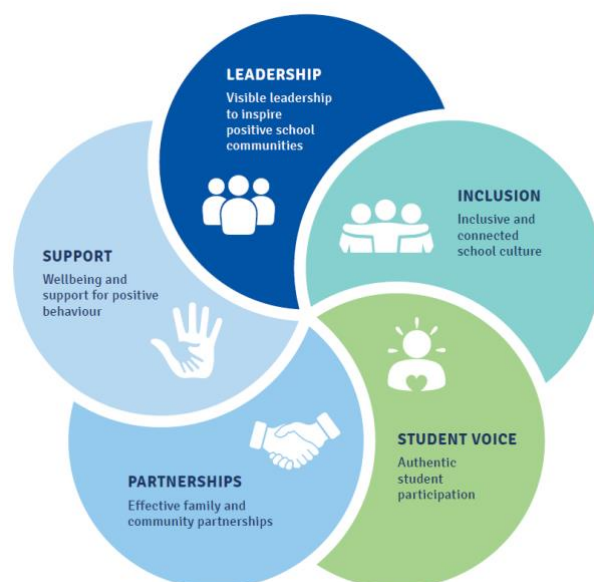 LEADERSHIP
Visible leadership
to inspire
positive school
communities
INCLUSION
Inclusive and
connected
school culture
STUDENT VOICE
Authentic
student
participation
PARTNERSHIPS
Effective family and
community partnerships
SUPPORT
Wellbeing and
support for positive
behaviour